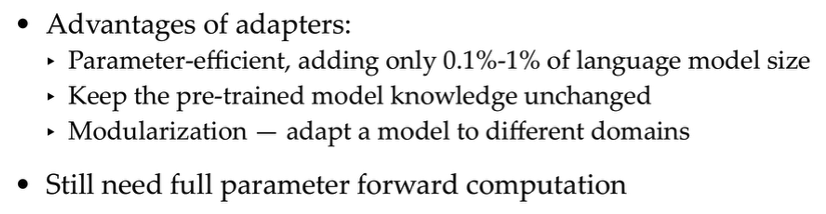 • Advantages of adapters:
‣ Parameter-efficient, adding only 0.1%-1% of language model size
‣ Keep the pre-trained model knowledge unchanged
‣ Modularization — adapt a model to different domains
• Still need full parameter forward computation